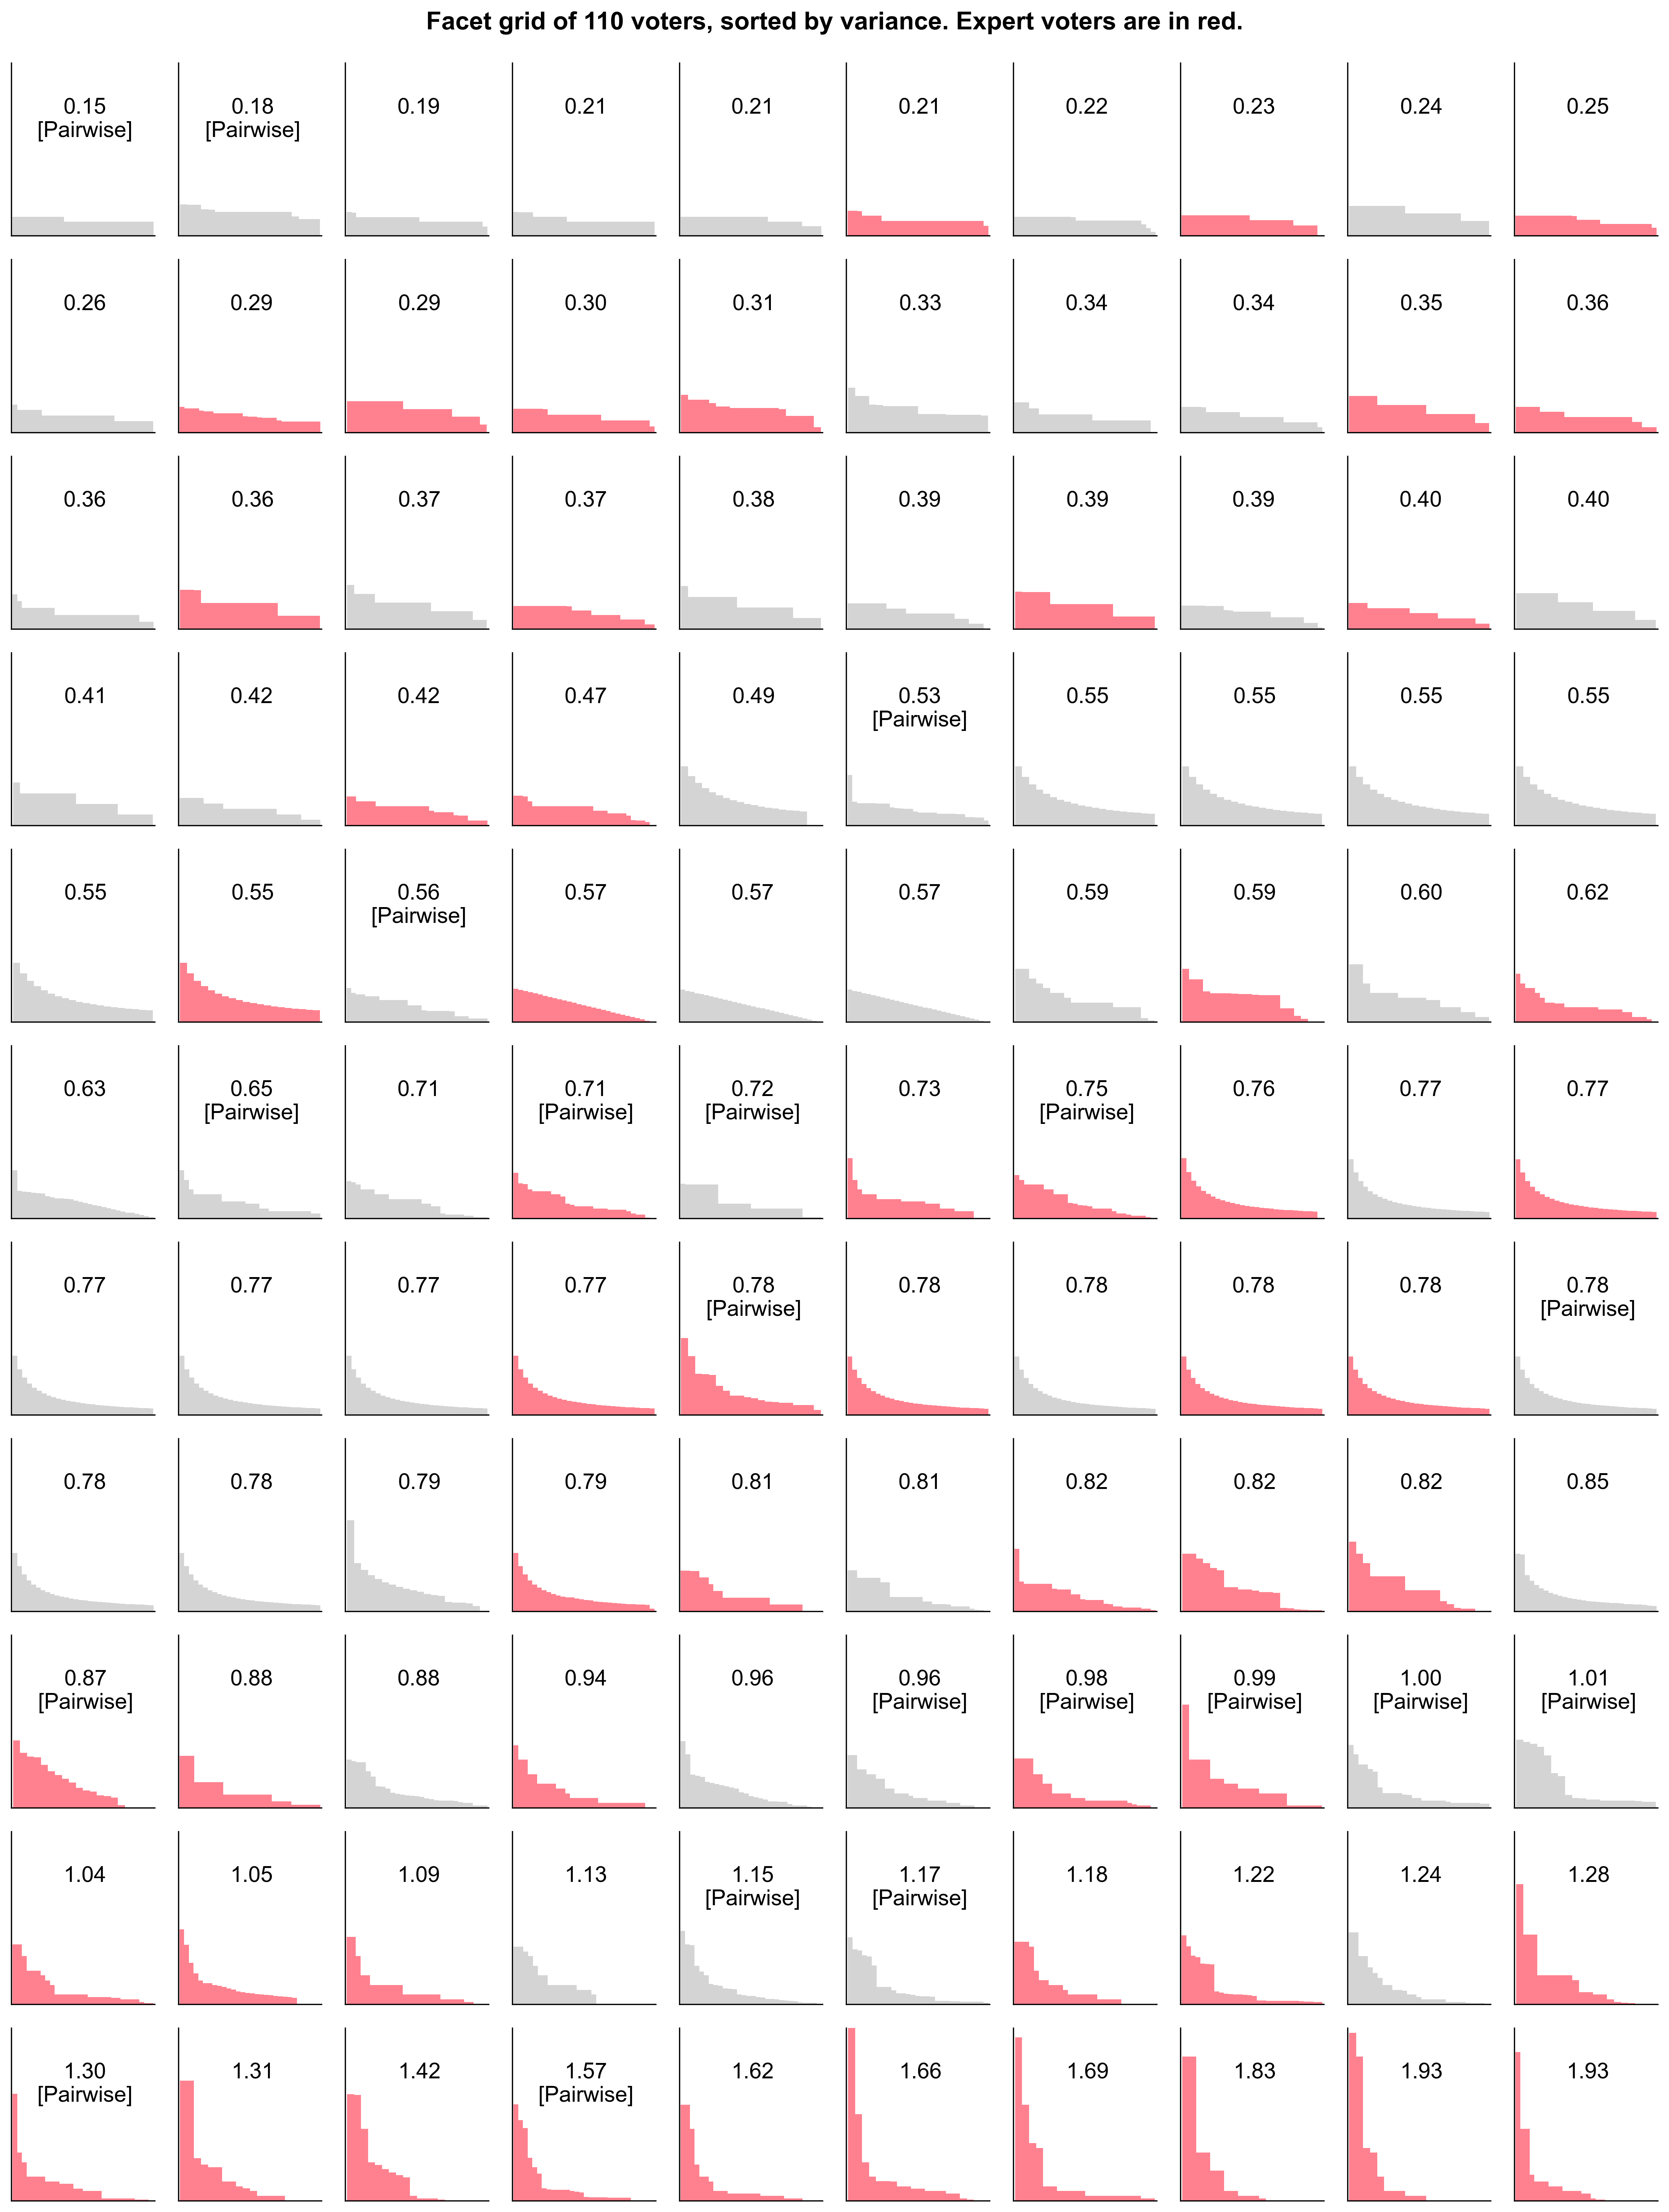 Facet grid of 110 voters, sorted by variance. Expert voters are in red.
0.15 0.18 0.19 0.21 0.21 0.21 0.22 0.23 0.24 0.25
[Pairwise] [Pairwise]
0.26 0.29 0.29 0.30 0.31 0.33 0.34 0.34 0.35 0.36
0.36 0.36 0.37 0.37 0.38 0.39 0.39 0.39 0.40 0.40
0.41 0.42 0.42 0.47 0.49 0.53 0.55 0.55 0.55 0.55
[Pairwise]
0.55 0.55 0.56 0.57 0.57 0.57 0.59 0.59 0.60 0.62
[Pairwise]
0.63 0.65 0.71 0.71 0.72 0.73 0.75 0.76 0.77 0.77
[Pairwise] [Pairwise] [Pairwise] [Pairwise]
0.77 0.77 0.77 0.77 0.78 0.78 0.78 0.78 0.78 0.78
[Pairwise] [Pairwise]
0.78 0.78 0.79 0.79 0.81 0.81 0.82 0.82 0.82 0.85
0.87 0.88 0.88 0.94 0.96 0.96 0.98 0.99 1.00 1.01
[Pairwise] [Pairwise] [Pairwise] [Pairwise] [Pairwise] [Pairwise]
1.04 1.05 1.09 1.13 1.15 1.17 1.18 1.22 1.24 1.28
[Pairwise] [Pairwise]
1.30 1.31 1.42 1.57 1.62 1.66 1.69 1.83 1.93 1.93
[Pairwise] [Pairwise]